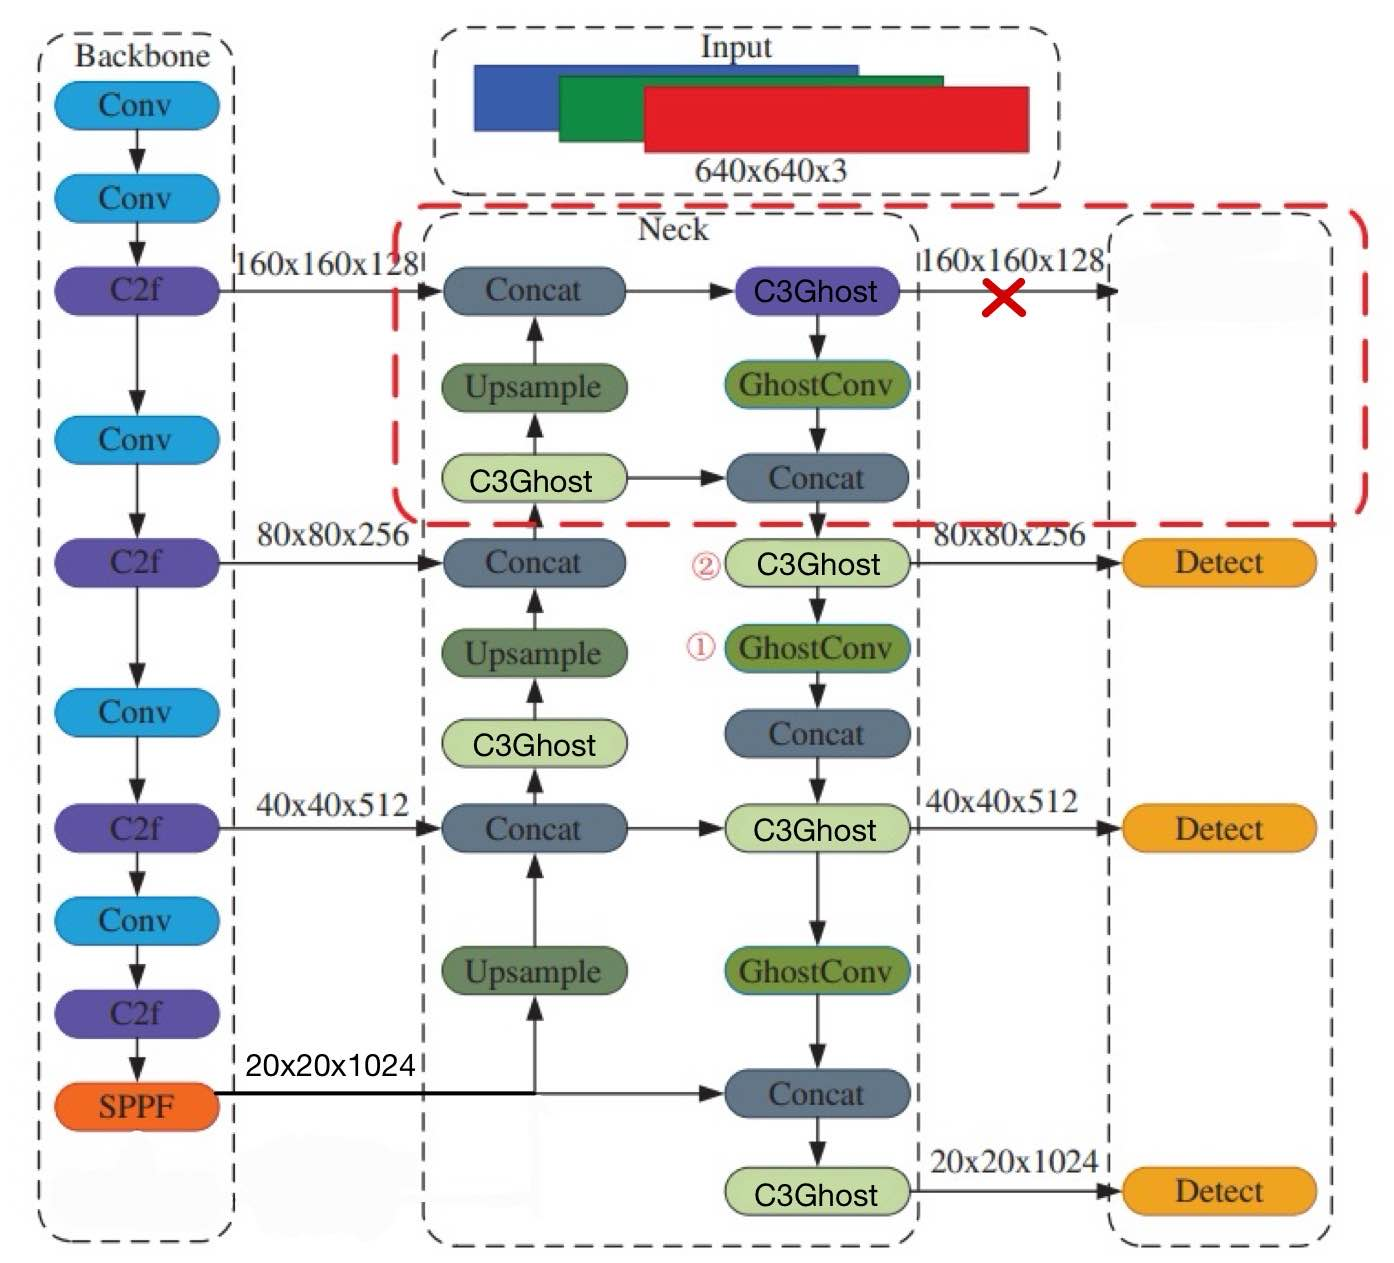 Backbone
Conv
Conv
C2f
Conv
C2f
Conv
C2f
Conv
C2f
SPPF
160x160x128
80x80x256
40x40x512
20x20x1024
Input
640x640x3
Neck
Concat
Upsample
C3Ghost
Concat
Upsample
C3Ghost
Concat
Upsample
C3Ghost
GhostConv
Concat
② C3Ghost
① GhostConv
Concat
C3Ghost
GhostConv
Concat
C3Ghost
160x160x128
80x80x256
40x40x512
20x20x1024
Detect
Detect
Detect